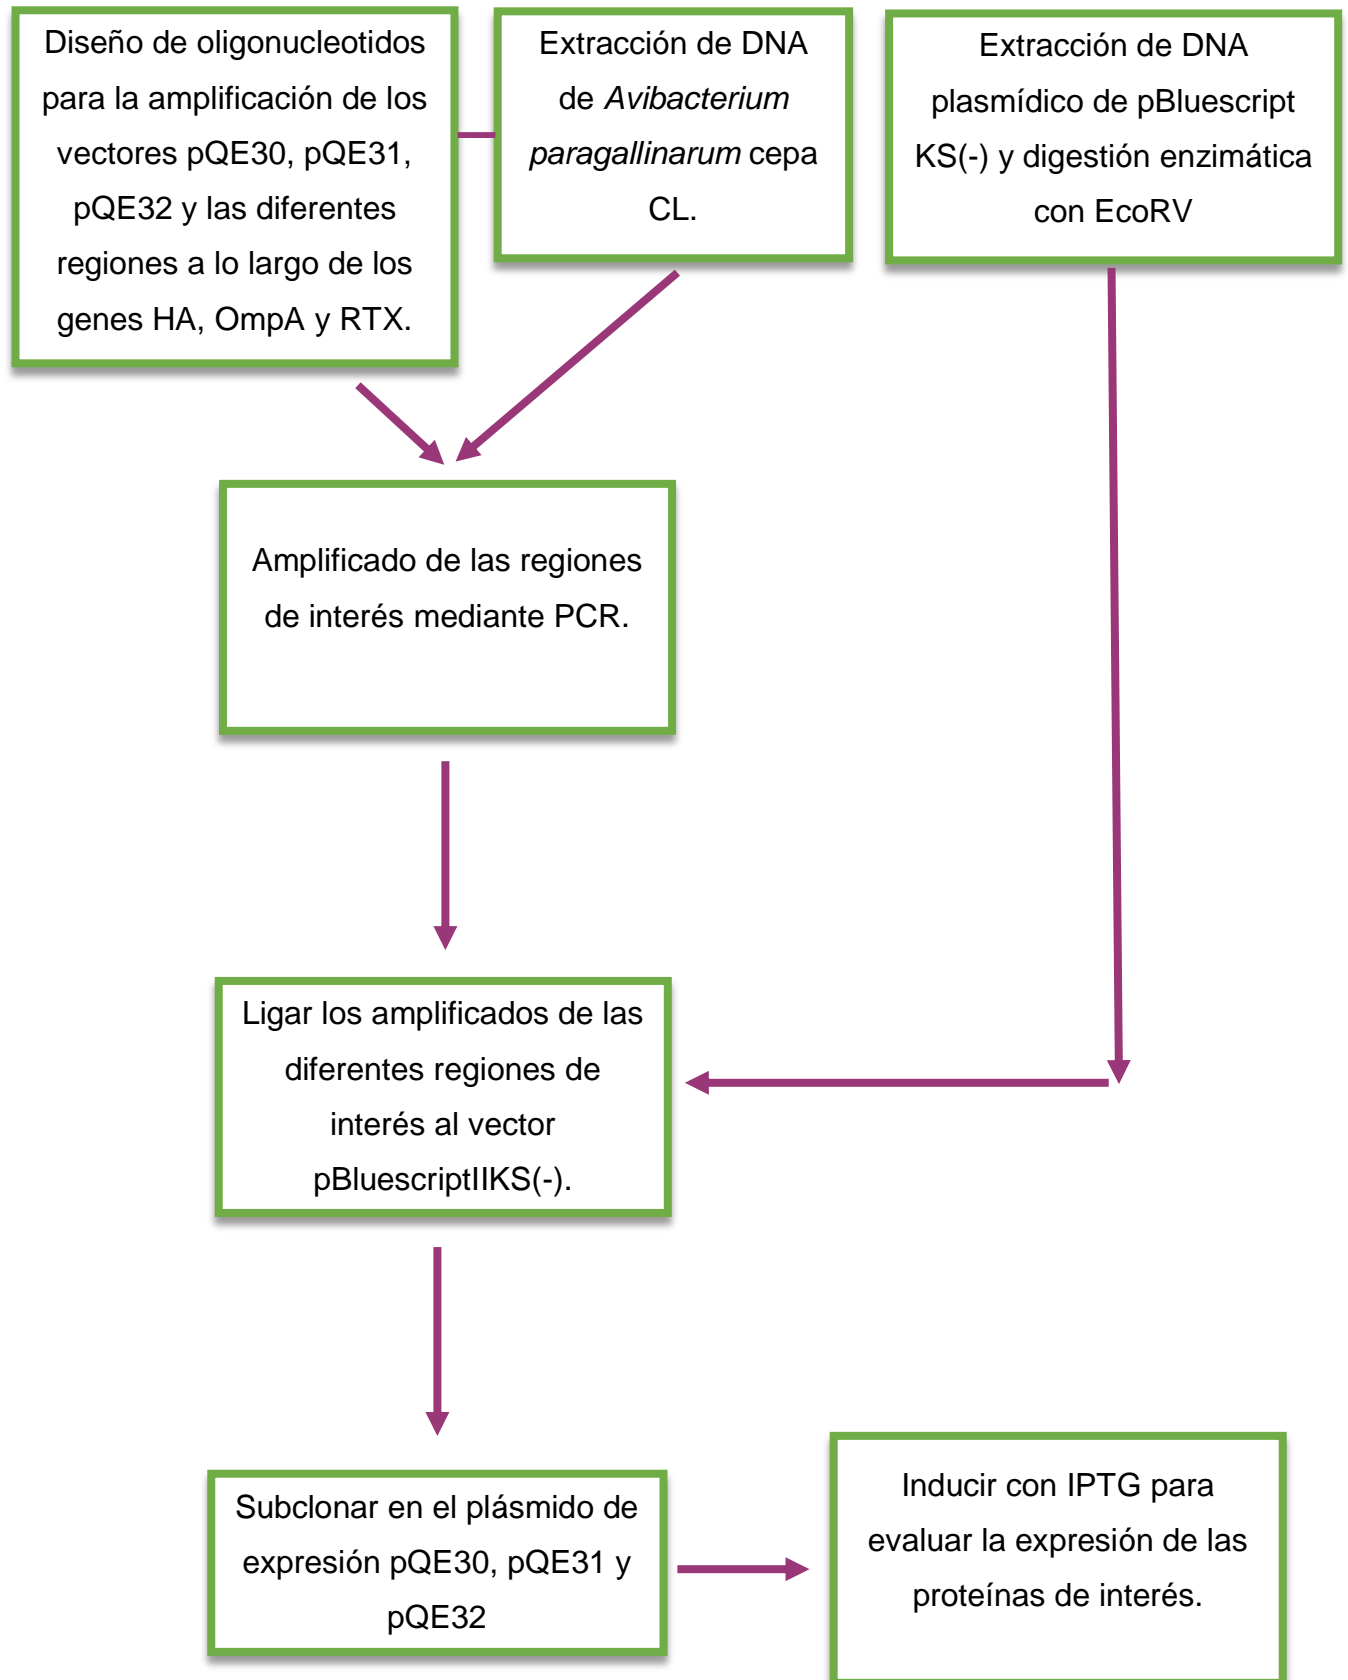 Diseño de oligonucleotidos
para la amplificación de los
vectores pQE30, pQE31,
pQE32 y las diferentes
regiones a lo largo de los
genes HA, OmpA y RTX.
Extracción de DNA
de Avibacterium
paragallinarum cepa
CL.
Extracción de DNA
plasmídico de pBluescript
KS(-) y digestión enzimática
con EcoRV
Amplificado de las regiones
de interés mediante PCR.
Ligar los amplificados de las
diferentes regiones de
interés al vector
pBluescriptIIKS(-).
Subclonar en el plásmido de
expresión pQE30, pQE31 y
pQE32
Inducir con IPTG para
evaluar la expresión de las
proteínas de interés.